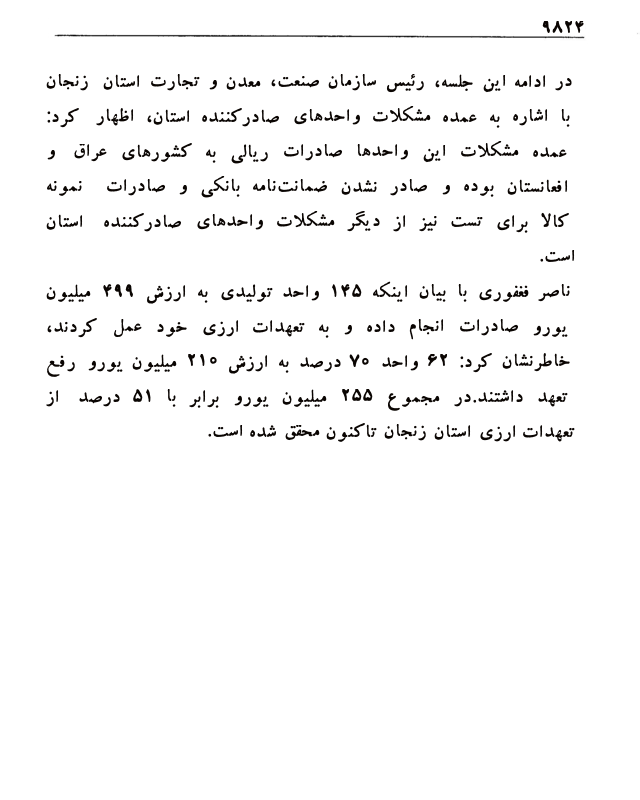 ۹۸۲۴
در ادامه این جلسه، رئیس سازمان صنعت، معدن و تجارت استان زنجان
با اشاره به عمده مشکلات واحدهای صادرکننده استان، اظهار کرد:
عمده مشکلات این واحدها صادرات ریالی به کشورهای عراق و
افغانستان بوده و صادر نشدن ضمانت‌نامه بانکی و صادرات نمونه
کالا برای تست نیز از دیگر مشکلات واحدهای صادرکننده استان
است.
ناصر فغفوری با بیان اینکه ۱۴۵ واحد تولیدی به ارزش ۴۹۹ میلیون
یورو صادرات انجام داده و به تعهدات ارزی خود عمل کردند،
خاطرنشان کرد: ۶۲ واحد ۷۰ درصد به ارزش ۲۱۰ میلیون یورو رفع
تعهد داشتند.در مجموع ۲۵۵ میلیون یورو برابر با ۵۱ درصد از
تعهدات ارزی استان زنجان تاکنون محقق شده است.